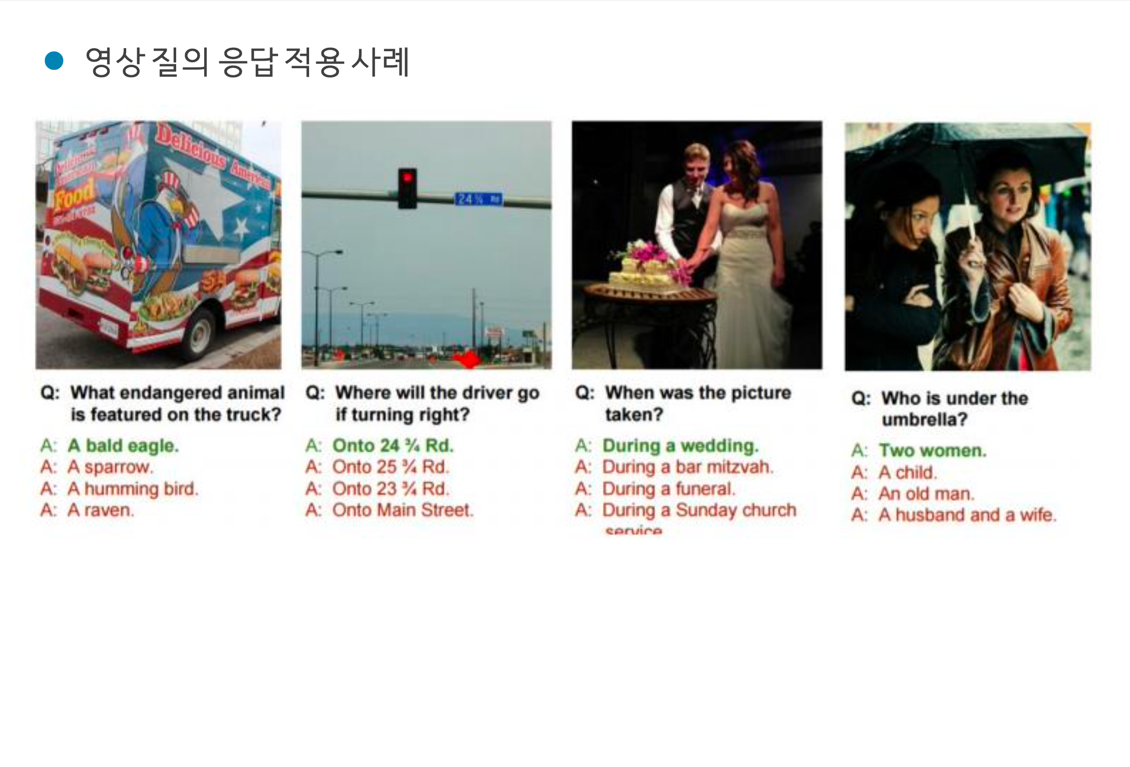 영상 질의 응답 적용 사례
Delicious American
Food
24 ¾ Rd
Q: What endangered animal
is featured on the truck?
A: A bald eagle.
A: A sparrow.
A: A humming bird.
A: A raven.
Q: Where will the driver go
if turning right?
A: Onto 24 ¾ Rd.
A: Onto 25 ¾ Rd.
A: Onto 23 ¾ Rd.
A: Onto Main Street.
Q: When was the picture
taken?
A: During a wedding.
A: During a bar mitzvah.
A: During a funeral.
A: During a Sunday church
service
Q: Who is under the
umbrella?
A: Two women.
A: A child.
A: An old man.
A: A husband and a wife.